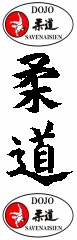 DOJO
柔道
SAVENAISIEN
柔
道
DOJO
柔道
SAVENAISIEN